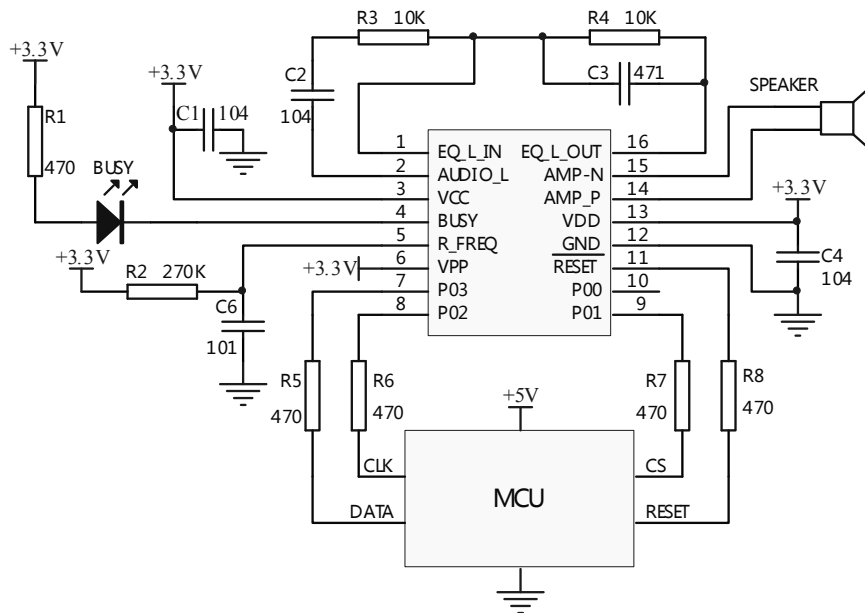 R3 10K
R4 10K
+3.3V
+3.3V
C2
104
C3 471
SPEAKER
R1
470
C1 104
BUSY
1 EQ_L_IN EQ_L_OUT 16
2 AUDIO_L AMP-N 15
3 VCC AMP_P 14
4 BUSY VDD 13
5 R_FREQ GND 12
6 VPP RESET 11
7 P03 P00 10
8 P02 P01 9
+3.3V
C4
104
+3.3V
R2 270K
+3.3V
C6
101
R5
470
R6
470
R7
470
R8
470
+5V
CLK
CS
MCU
DATA
RESET